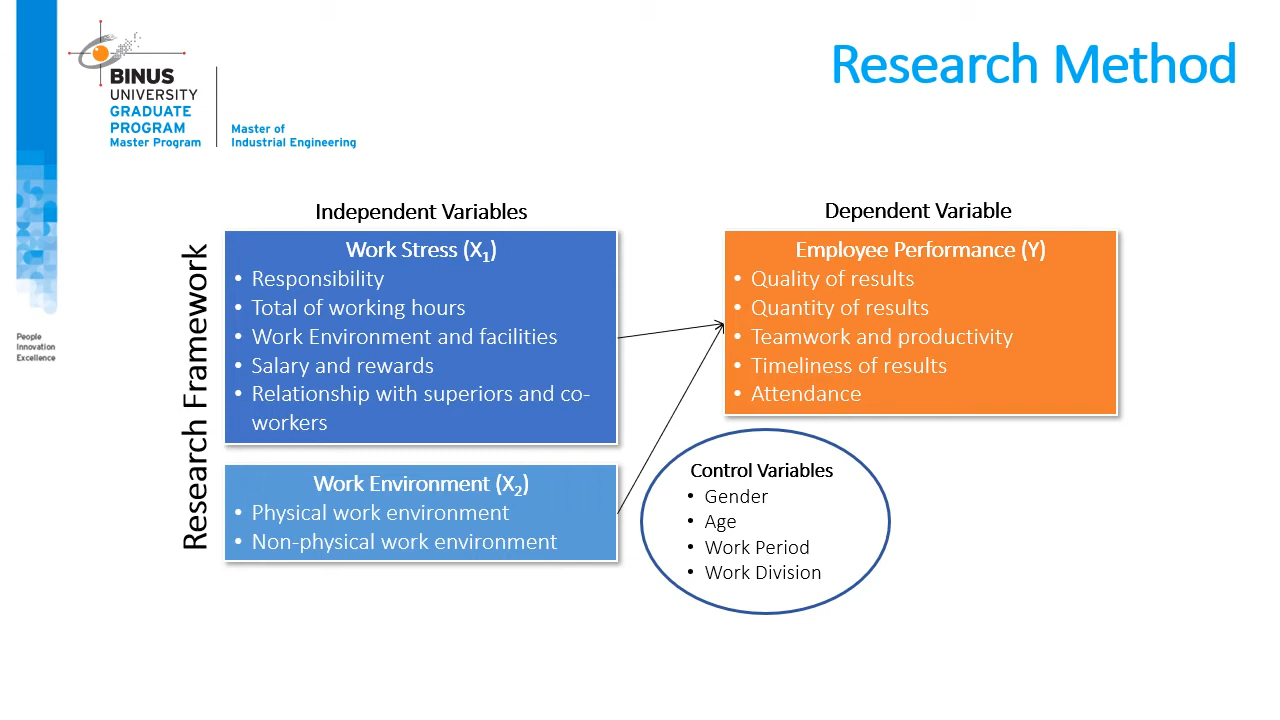 BINUS
UNIVERSITY
GRADUATE
PROGRAM
Master Program
Master of
Industrial Engineering
Research Method
People
Innovation
Excellence
Research Framework
Independent Variables
Work Stress (X₁)
• Responsibility
• Total of working hours
• Work Environment and facilities
• Salary and rewards
• Relationship with superiors and co-
workers
Work Environment (X₂)
• Physical work environment
• Non-physical work environment
Dependent Variable
Employee Performance (Y)
• Quality of results
• Quantity of results
• Teamwork and productivity
• Timeliness of results
• Attendance
Control Variables
• Gender
• Age
• Work Period
• Work Division